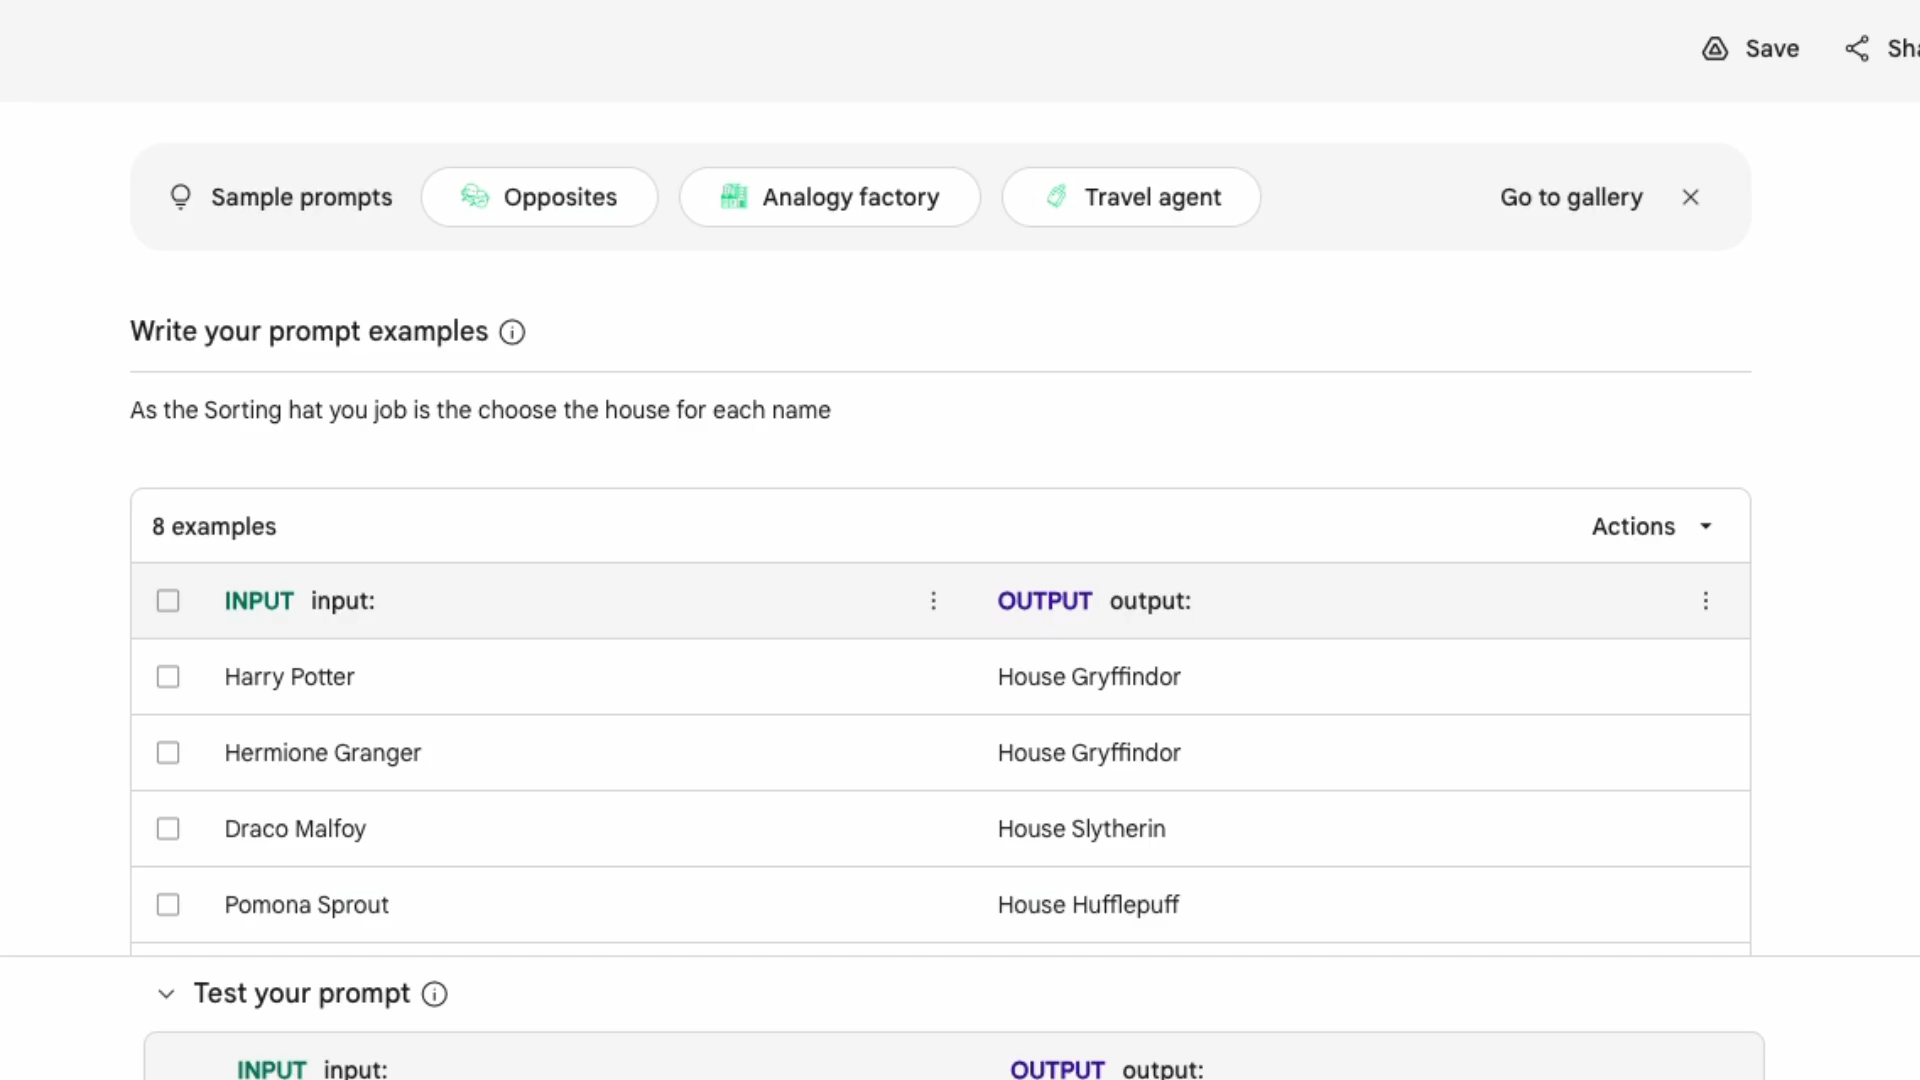 Save Sha
Sample prompts Opposites Analogy factory Travel agent Go to gallery
Write your prompt examples
As the Sorting hat you job is the choose the house for each name
8 examples Actions
INPUT input: OUTPUT output:
Harry Potter House Gryffindor
Hermione Granger House Gryffindor
Draco Malfoy House Slytherin
Pomona Sprout House Hufflepuff
Test your prompt
INPUT input: OUTPUT output: